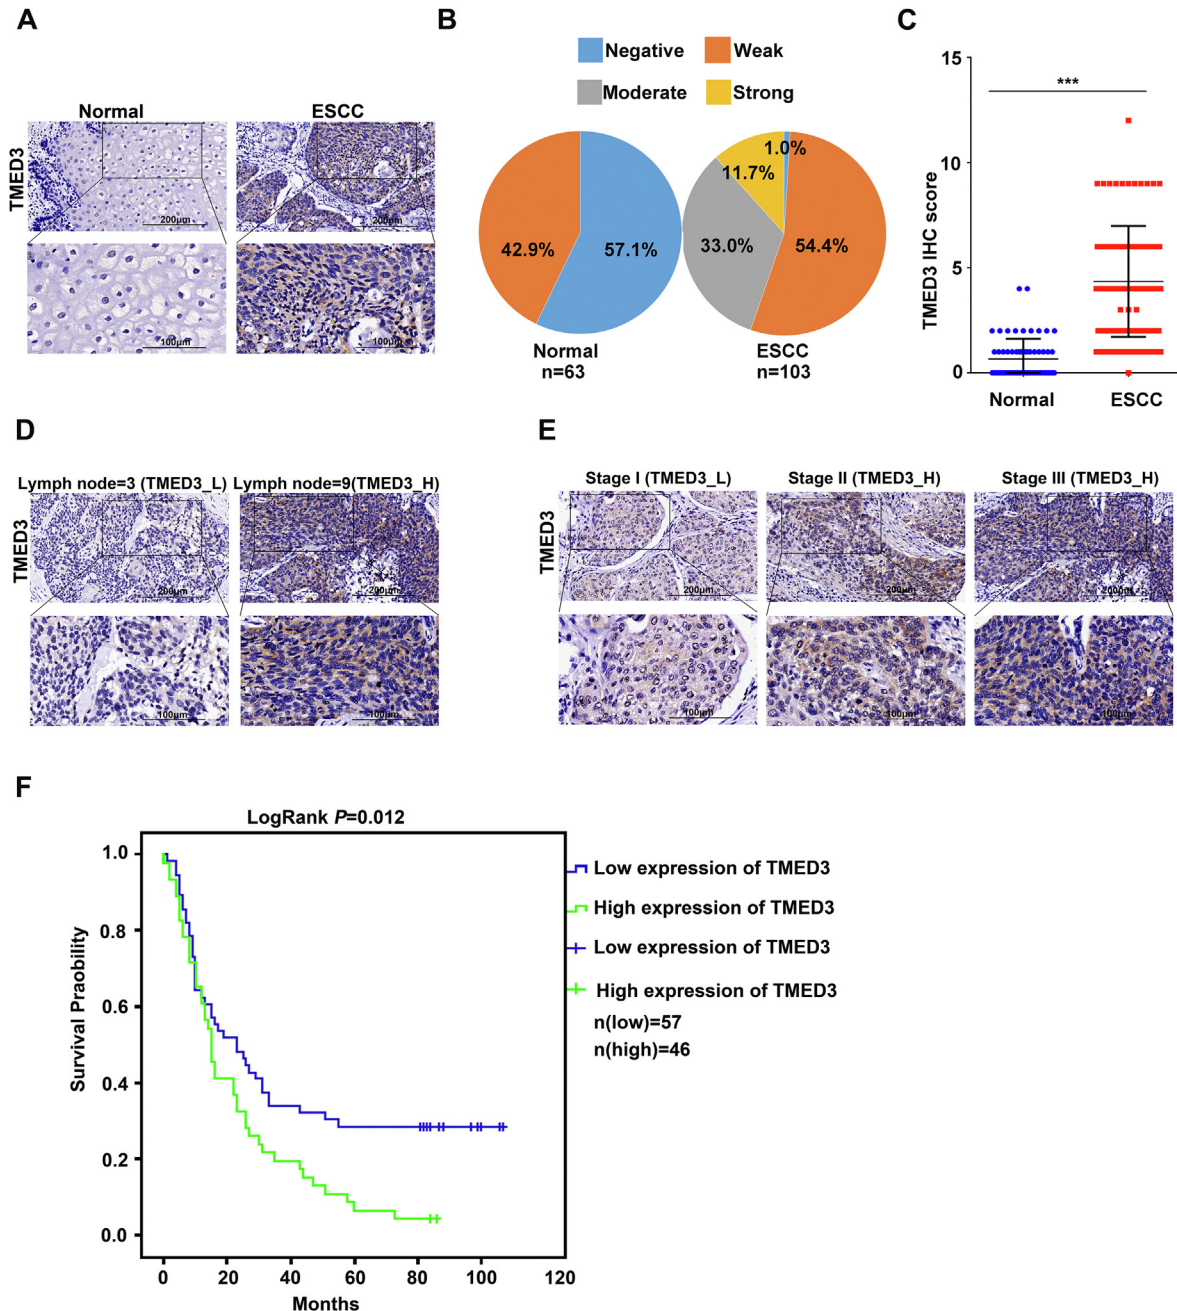 A
B
C
Negative
Weak
Moderate
Strong
Normal
ESCC
TMED3
200μm
200μm
100μm
100μm
42.9%
57.1%
1.0%
11.7%
33.0%
54.4%
Normal
n=63
ESCC
n=103
TMED3 IHC score
15
10
5
0
***
Normal
ESCC
D
E
Lymph node=3 (TMED3_L)
Lymph node=9(TMED3_H)
TMED3
200μm
200μm
100μm
100μm
Stage I (TMED3_L)
Stage II (TMED3_H)
Stage III (TMED3_H)
TMED3
200μm
200μm
200μm
100μm
100μm
100μm
F
LogRank P=0.012
Survival Praobility
1.0
0.8
0.6
0.4
0.2
0.0
0
20
40
60
80
100
120
Months
Low expression of TMED3
High expression of TMED3
Low expression of TMED3
High expression of TMED3
n(low)=57
n(high)=46